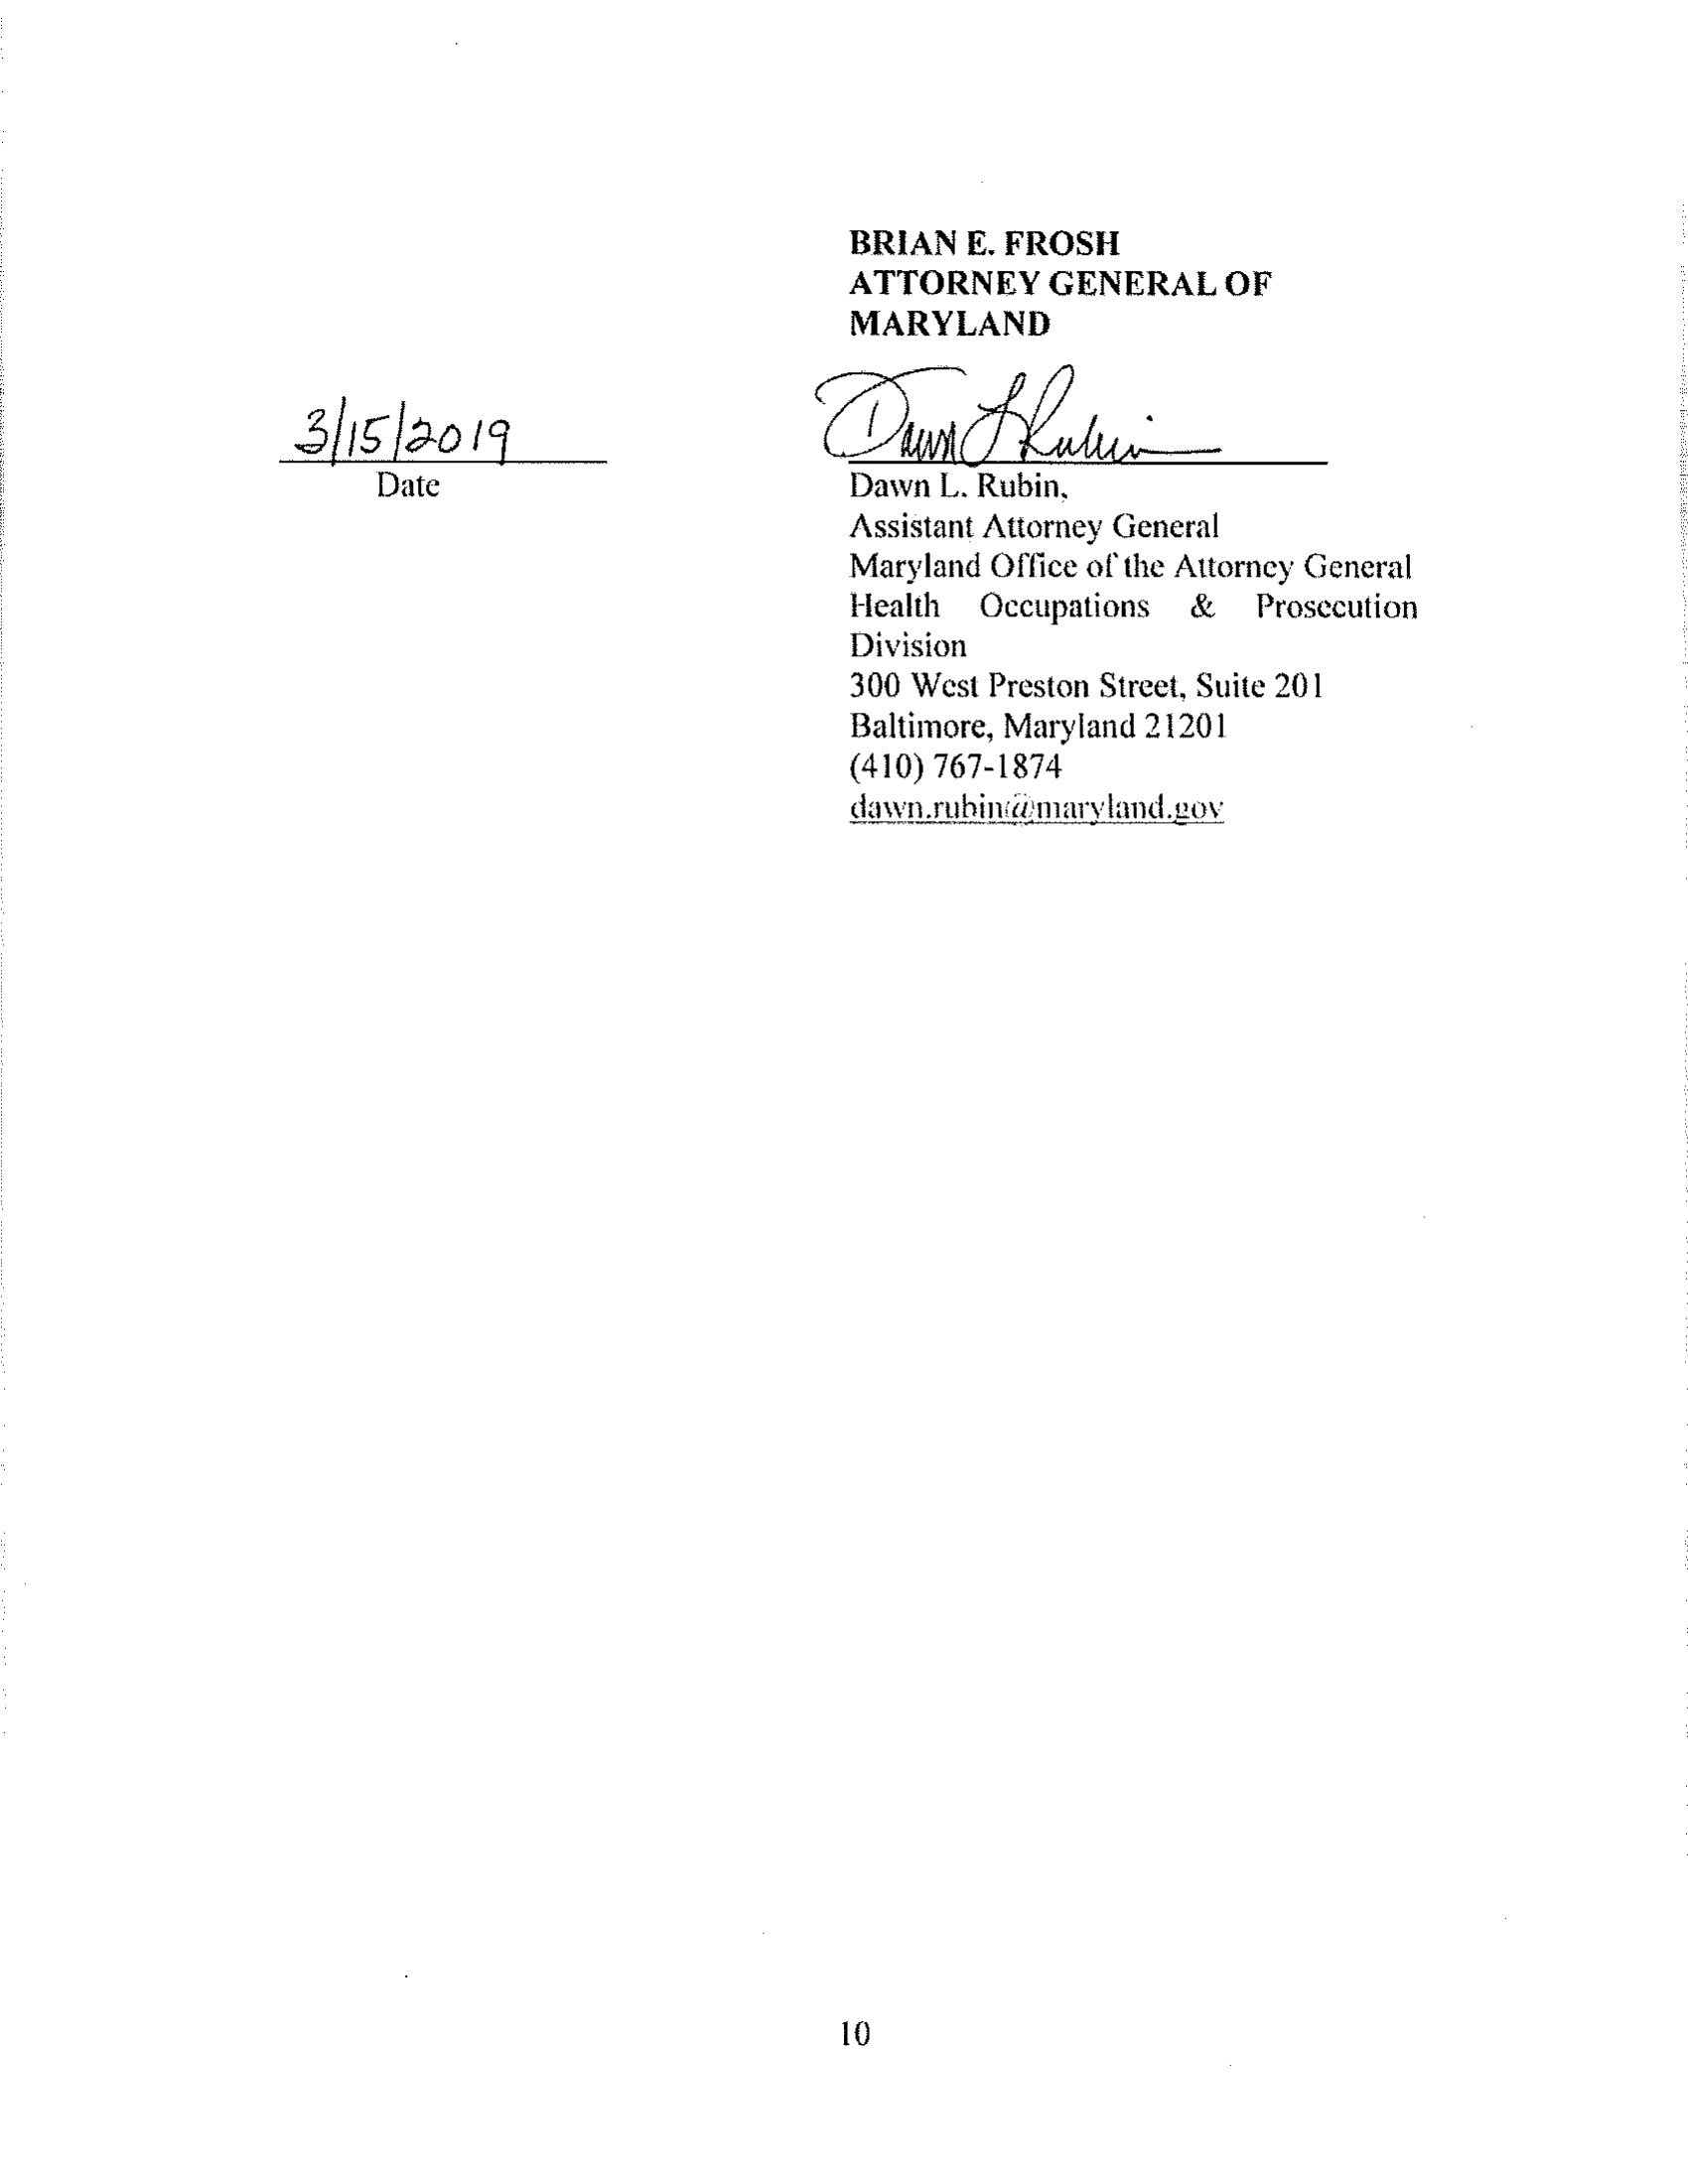 BRIAN E. FROSH
ATTORNEY GENERAL OF
MARYLAND
3/15/2019
Dawn L Rubin
Date
Dawn L. Rubin,
Assistant Attorney General
Maryland Office of the Attorney General
Health Occupations & Prosecution
Division
300 West Preston Street, Suite 201
Baltimore, Maryland 21201
(410) 767-1874
dawn.rubin@maryland.gov
10